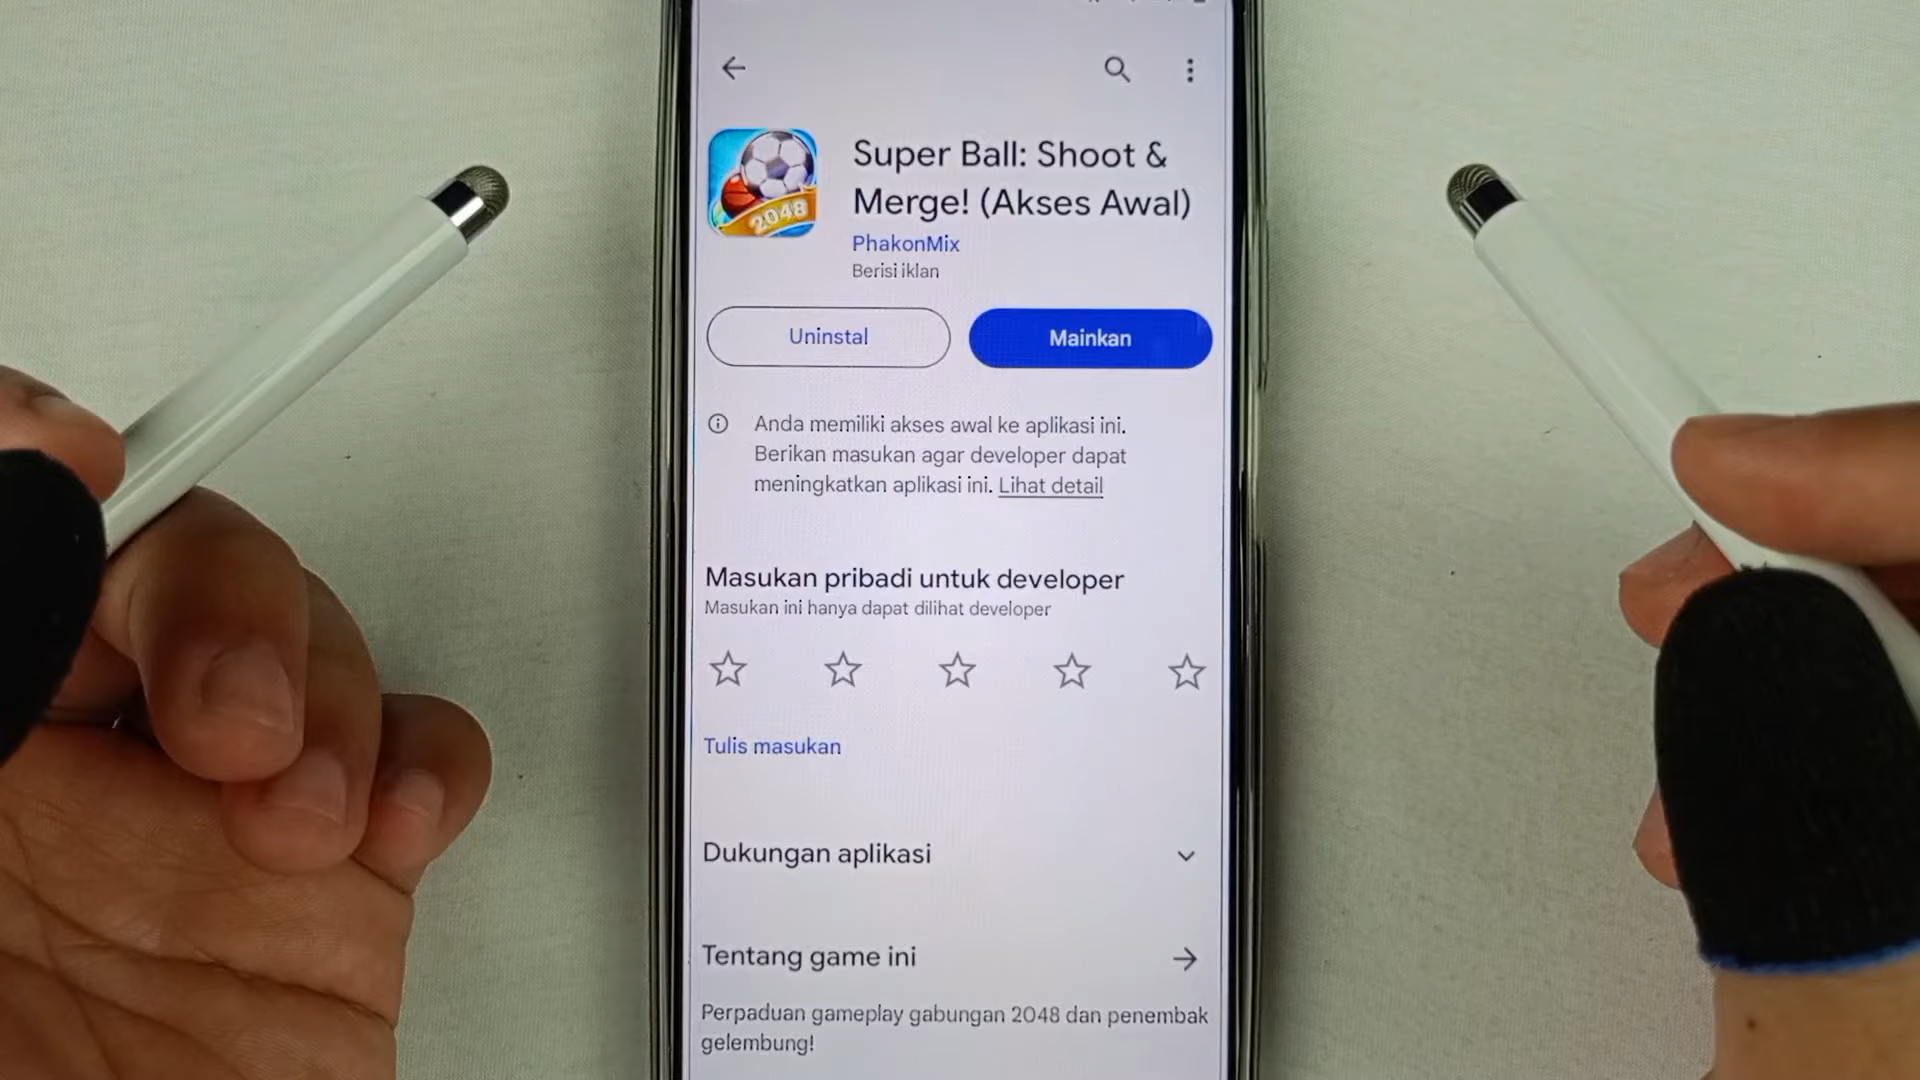 Super Ball: Shoot &
Merge! (Akses Awal)
2048
PhakonMix
Berisi iklan
Uninstal
Mainkan
Anda memiliki akses awal ke aplikasi ini.
Berikan masukan agar developer dapat
meningkatkan aplikasi ini. Lihat detail
Masukan pribadi untuk developer
Masukan ini hanya dapat dilihat developer
Tulis masukan
Dukungan aplikasi
Tentang game ini
Perpaduan gameplay gabungan 2048 dan penembak
gelembung!